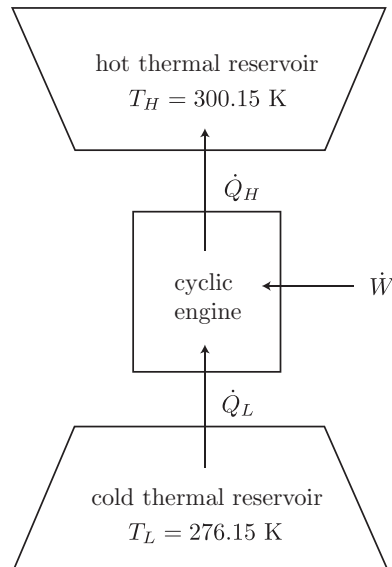 hot thermal reservoir
T_H = 300.15 K
Q̇_H
cyclic
engine
Ẇ
Q̇_L
cold thermal reservoir
T_L = 276.15 K